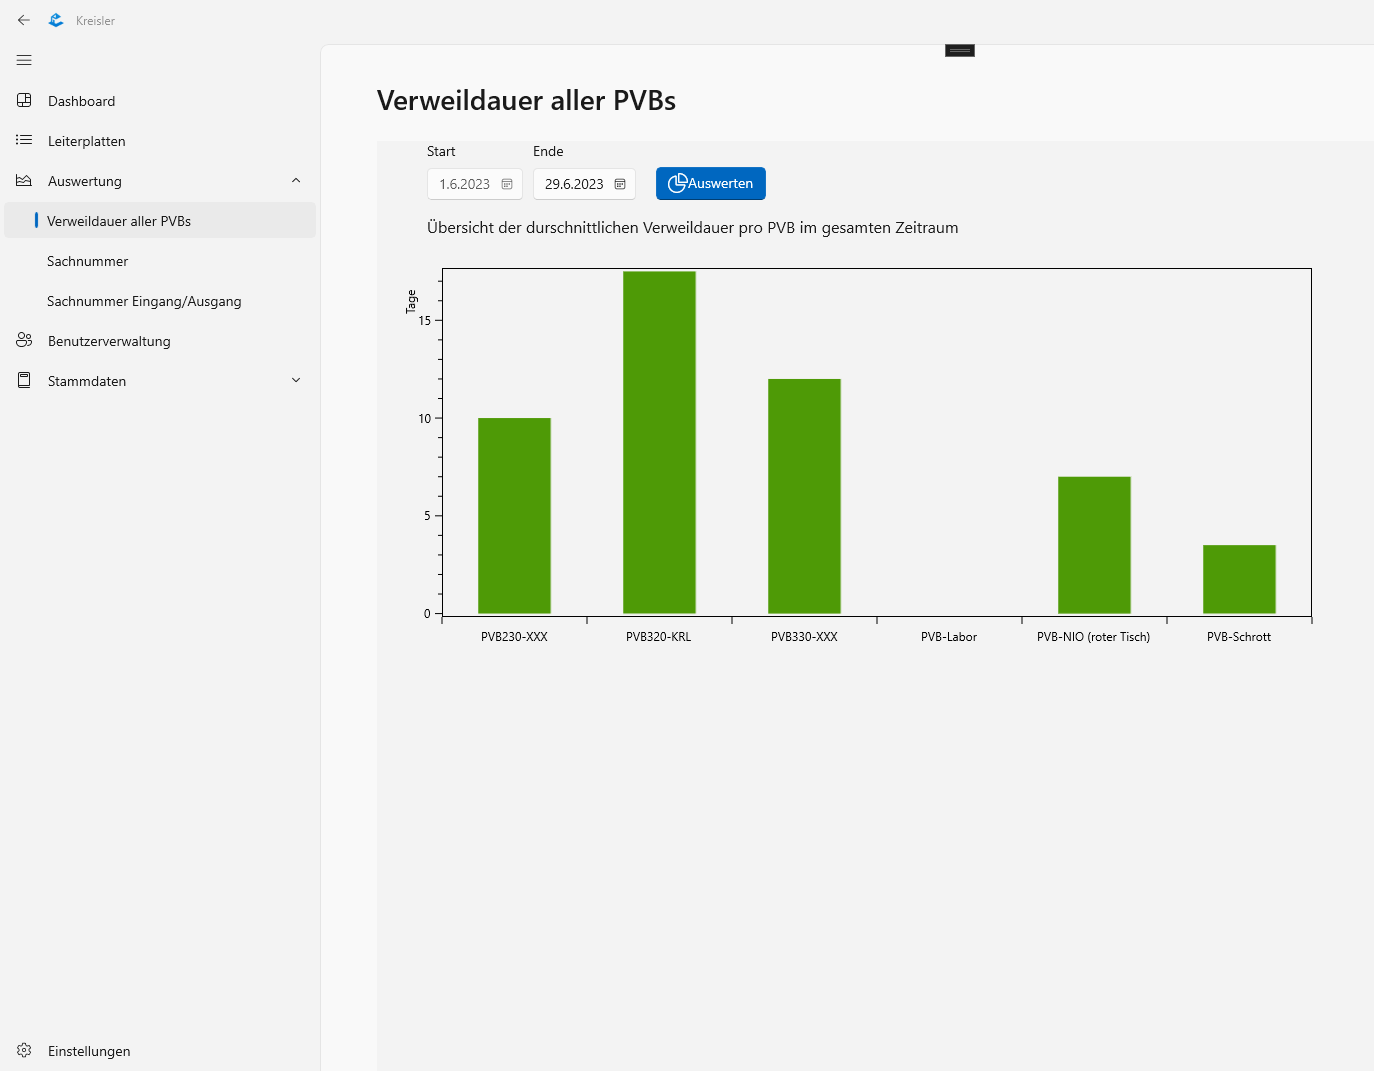 Kreisler
Dashboard
Leiterplatten
Auswertung
Verweildauer aller PVBs
Sachnummer
Sachnummer Eingang/Ausgang
Benutzerverwaltung
Stammdaten
Einstellungen
Verweildauer aller PVBs
Start Ende
1.6.2023 29.6.2023 Auswerten
Übersicht der durschnittlichen Verweildauer pro PVB im gesamten Zeitraum
Tage
15
10
5
0
PVB230-XXX PVB320-KRL PVB330-XXX PVB-Labor PVB-NIO (roter Tisch) PVB-Schrott